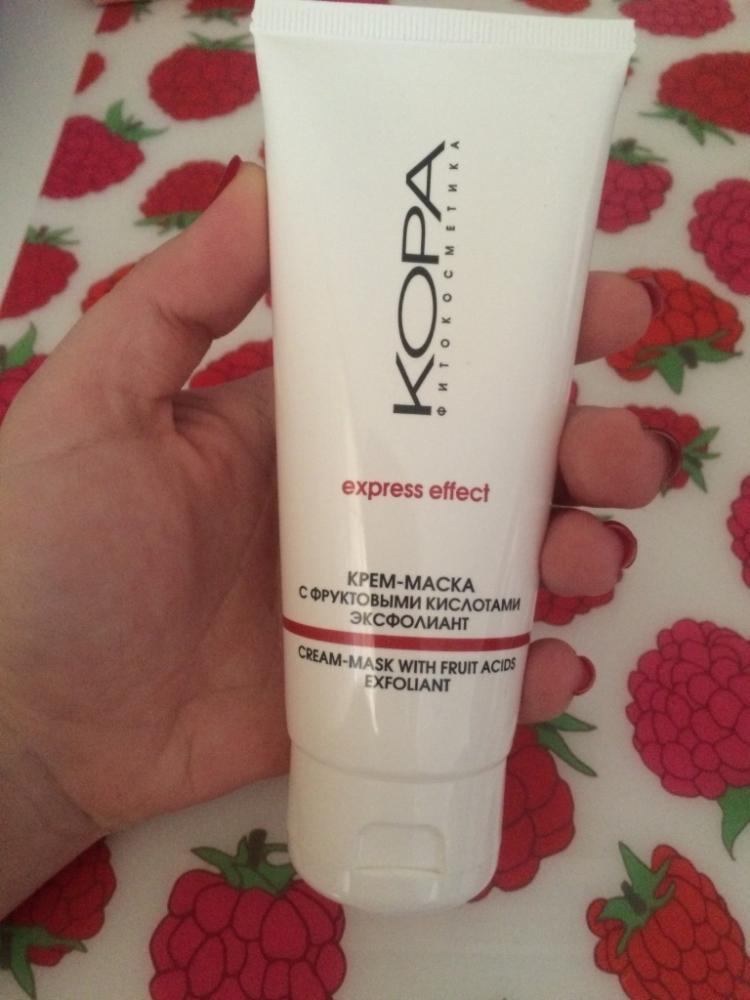 КОРА
ФИТОКОСМЕТИКА
express effect
КРЕМ-МАСКА
С ФРУКТОВЫМИ КИСЛОТАМИ
ЭКСФОЛИАНТ
CREAM-MASK WITH FRUIT ACIDS
EXFOLIANT